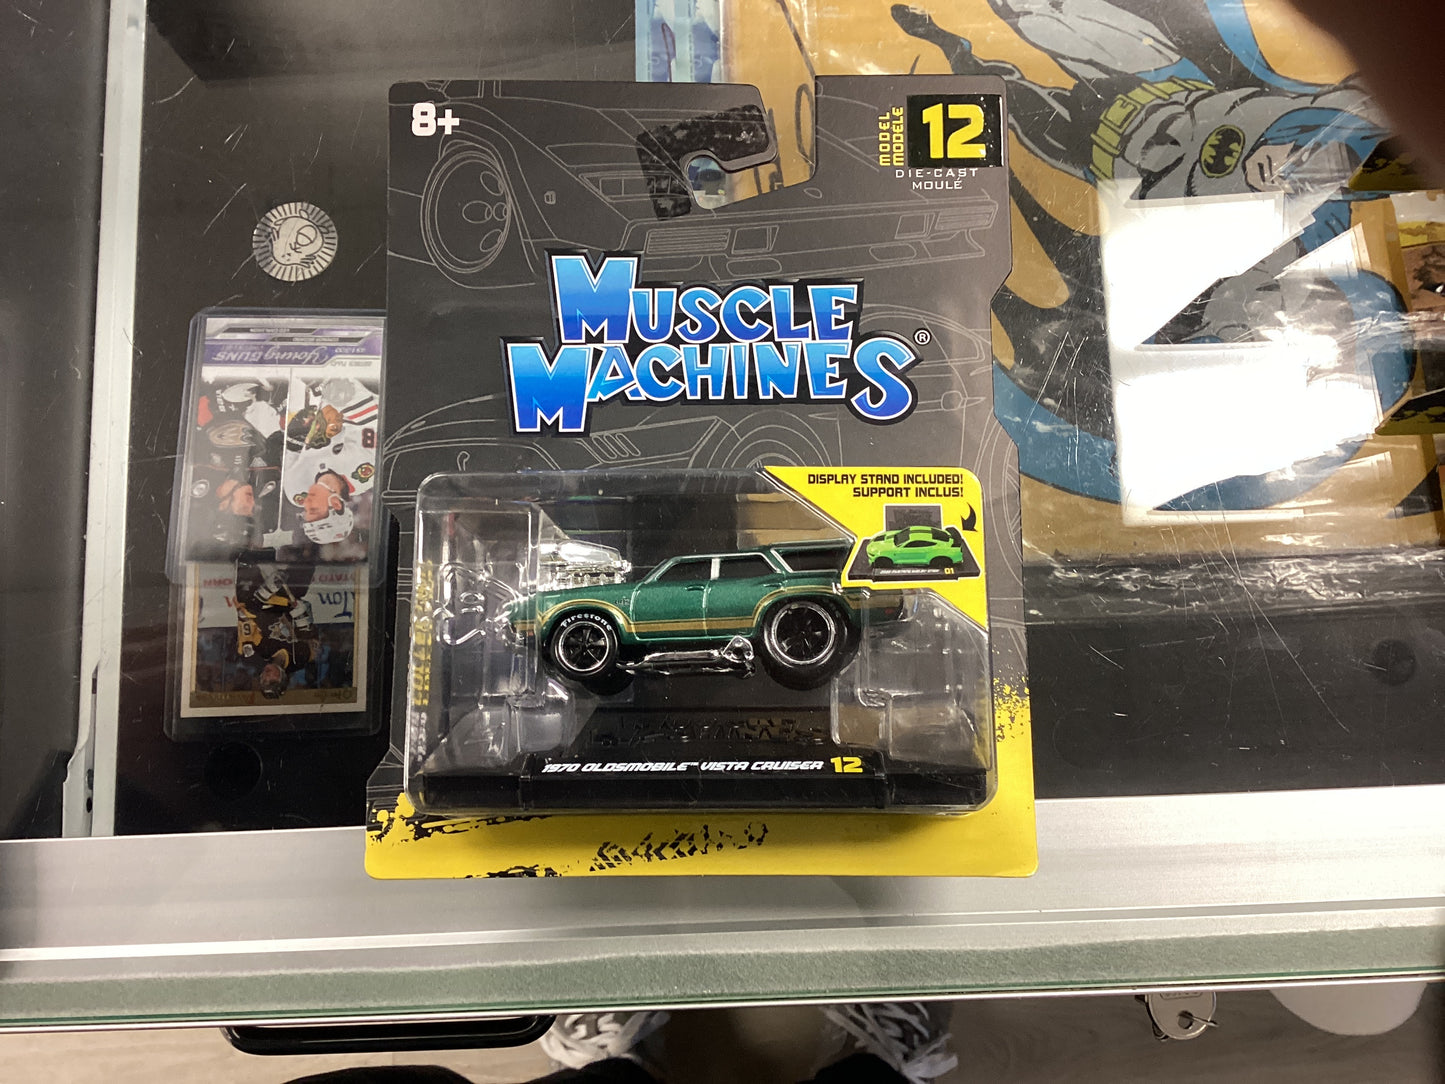 8+
MODEL
MODÈLE
12
DIE-CAST
MOULÉ
MUSCLE
MACHINES®
DISPLAY STAND INCLUDED!
SUPPORT INCLUS!
01
Firestone
1970 OLDSMOBILE™ VISTA CRUISER 12
YOUNG GUNS